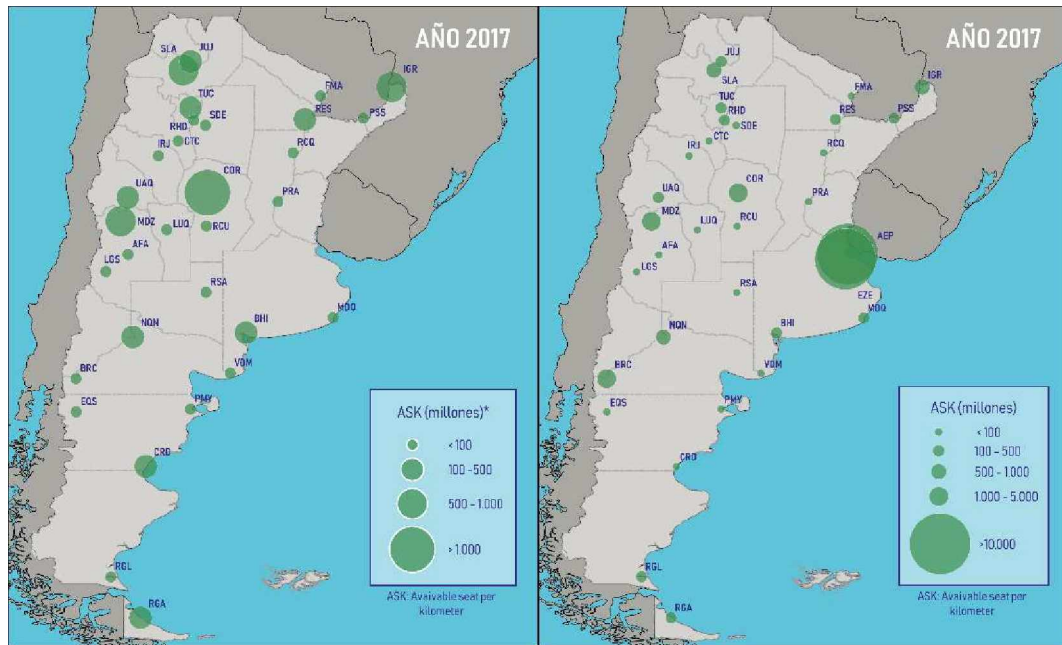 AÑO 2017
SLA
JUJ
IGR
FMA
TUC
RES
PSS
RHD
SDE
CTC
IRJ
RCQ
COR
UAQ
PRA
MDZ
LUQ
RCU
AFA
LGS
RSA
MDQ
NQN
BHI
VDM
BRC
EQS
PMY
CRD
RGL
RGA
ASK (millones)*
< 100
100 - 500
500 - 1.000
> 1.000
ASK: Avaivable seat per
kilometer
AÑO 2017
JUJ
SLA
IGR
FMA
TUC
RHD
RES
PSS
SDE
CTC
IRJ
RCQ
COR
UAQ
PRA
MDZ
LUQ
RCU
AEP
AFA
LGS
RSA
EZE
MDQ
NQN
BHI
VDM
BRC
EQS
PMY
CRD
RGL
RGA
ASK (millones)
< 100
100 - 500
500 - 1.000
1.000 - 5.000
>10.000
ASK: Avaivable seat per
kilometer